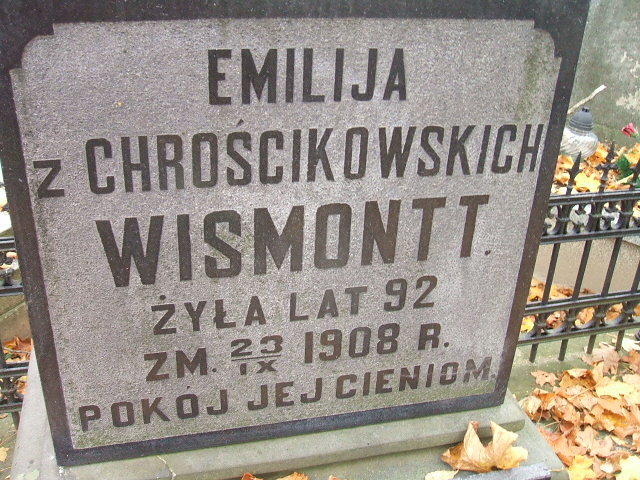 EMILIJA
z CHROŚCIKOWSKICH
WISMONTT.
ŻYŁA LAT 92
ZM. 23/IX 1908 R.
POKÓJ JEJ CIENIOM.